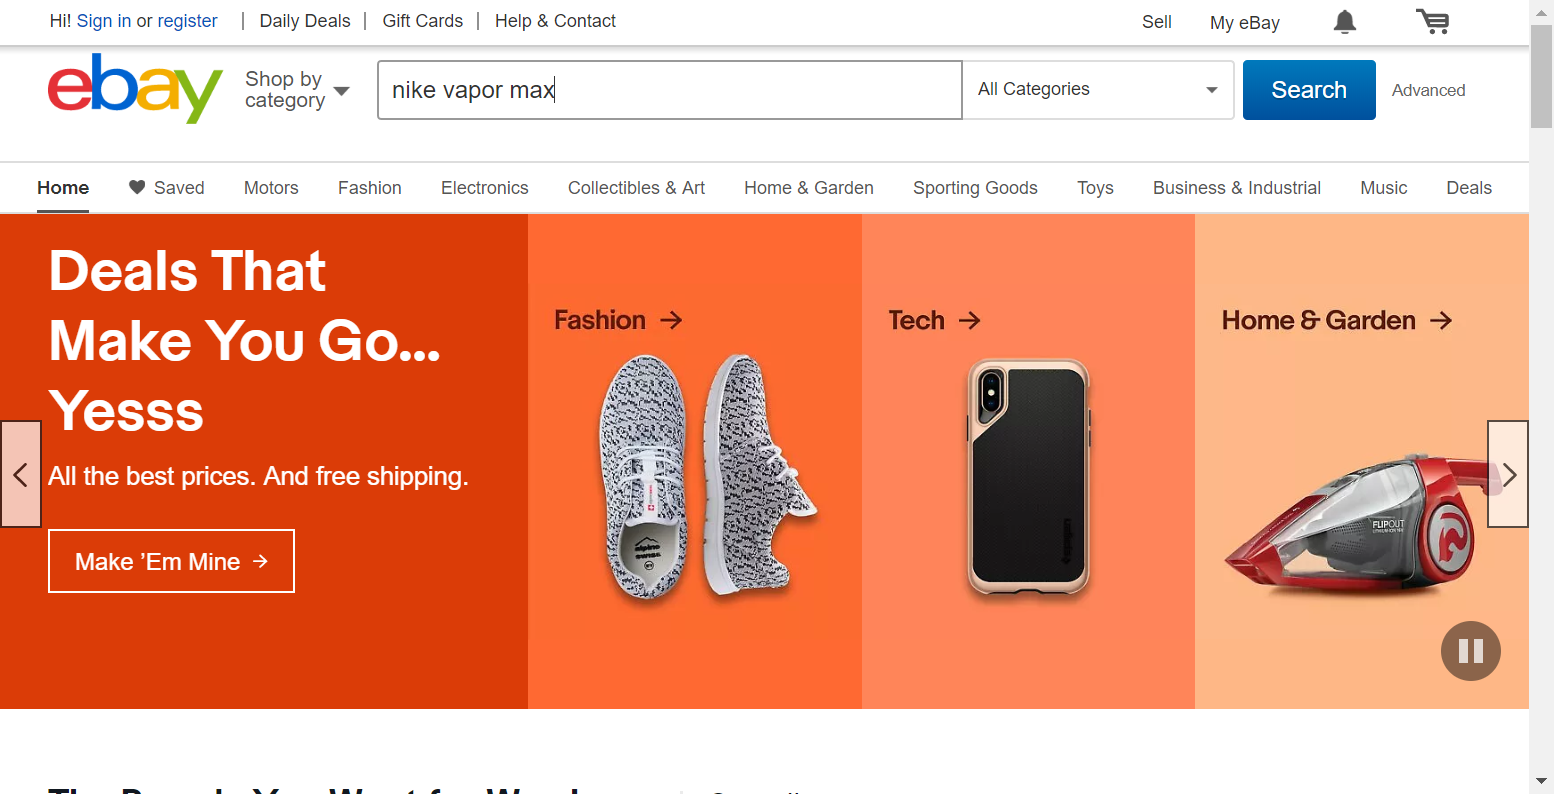 Hi! Sign in or register | Daily Deals | Gift Cards | Help & Contact
Sell My eBay
ebay
Shop by
category
nike vapor max
All Categories
Search
Advanced
Home Saved Motors Fashion Electronics Collectibles & Art Home & Garden Sporting Goods Toys Business & Industrial Music Deals
Deals That
Make You Go...
Yesss
All the best prices. And free shipping.
Make ’Em Mine →
Fashion →
Tech →
Home & Garden →
FLIPOUT